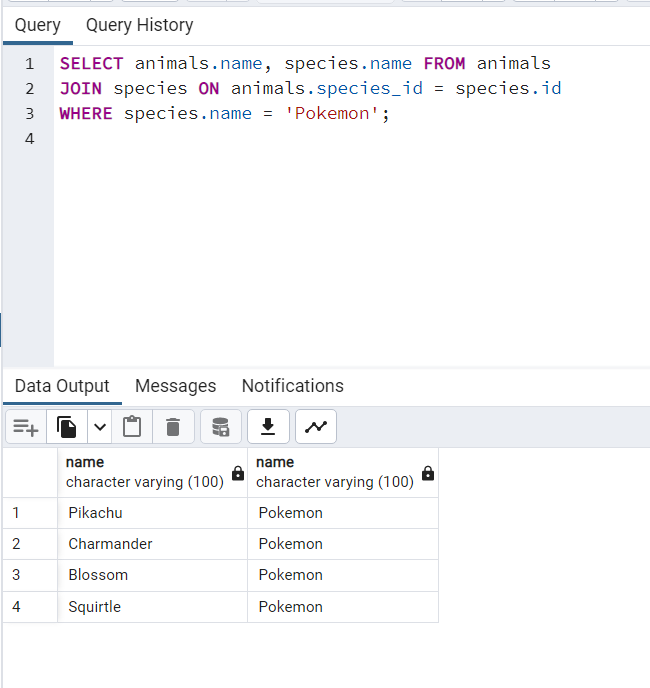 Query Query History
1 SELECT animals.name, species.name FROM animals
2 JOIN species ON animals.species_id = species.id
3 WHERE species.name = 'Pokemon';
4
Data Output Messages Notifications
name name
character varying (100) character varying (100)
1 Pikachu Pokemon
2 Charmander Pokemon
3 Blossom Pokemon
4 Squirtle Pokemon